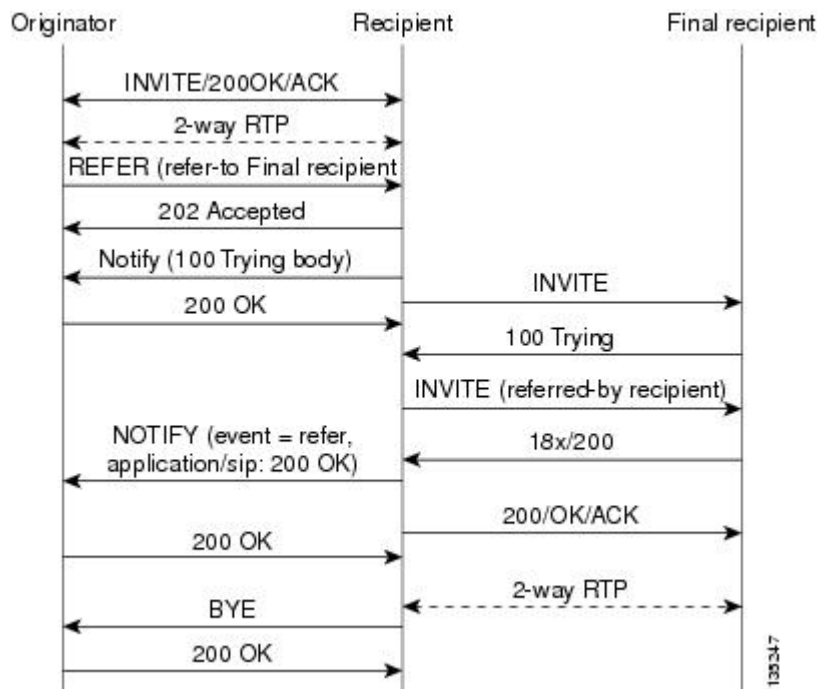 Originator
Recipient
Final recipient
INVITE/200OK/ACK
2-way RTP
REFER (refer-to Final recipient
202 Accepted
Notify (100 Trying body)
INVITE
200 OK
100 Trying
INVITE (referred-by recipient)
NOTIFY (event = refer,
application/sip: 200 OK)
18x/200
200/OK/ACK
200 OK
2-way RTP
BYE
200 OK
135247